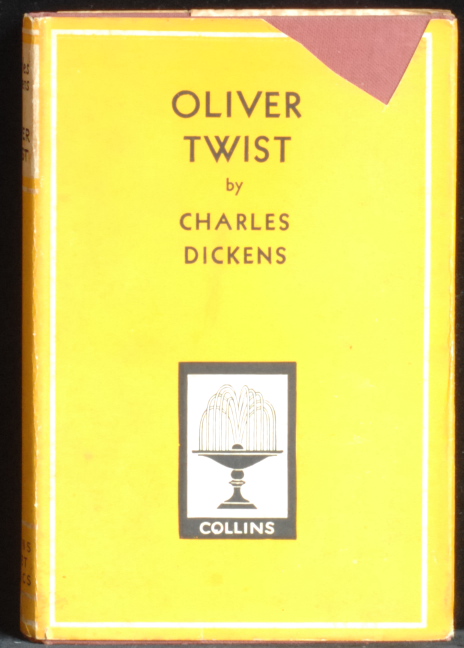 OLIVER
TWIST
by
CHARLES
DICKENS
COLLINS